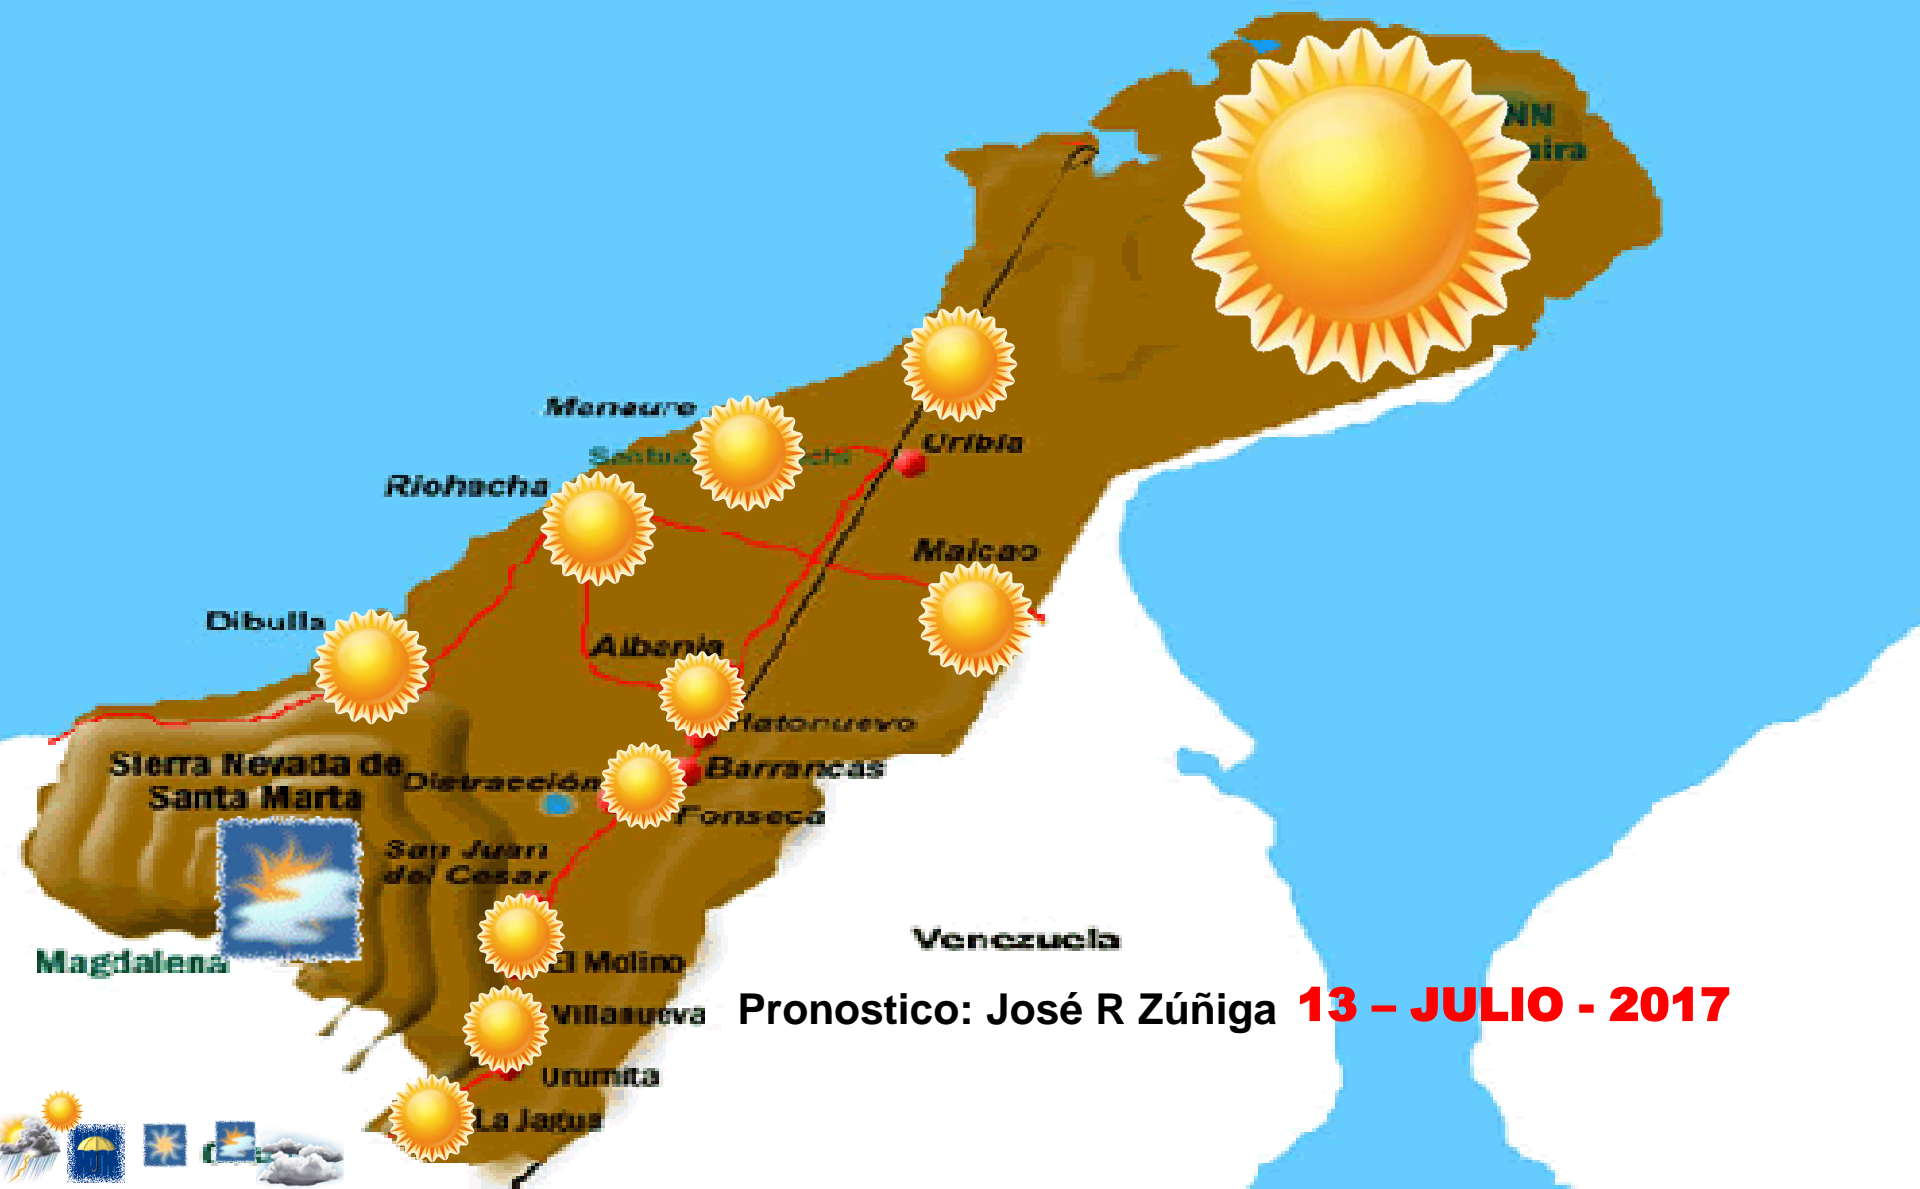 NN
Manaure
Uribia
Riohacha
Maicao
Dibulla
Albania
Hatonuevo
Sierra Nevada de
Santa Marta
Distracción
Barrancas
Fonseca
San Juan
del Cesar
Venezuela
El Molino
Magdalena
Villanueva
Pronostico: José R Zúñiga 13 – JULIO - 2017
Urumita
La Jagua